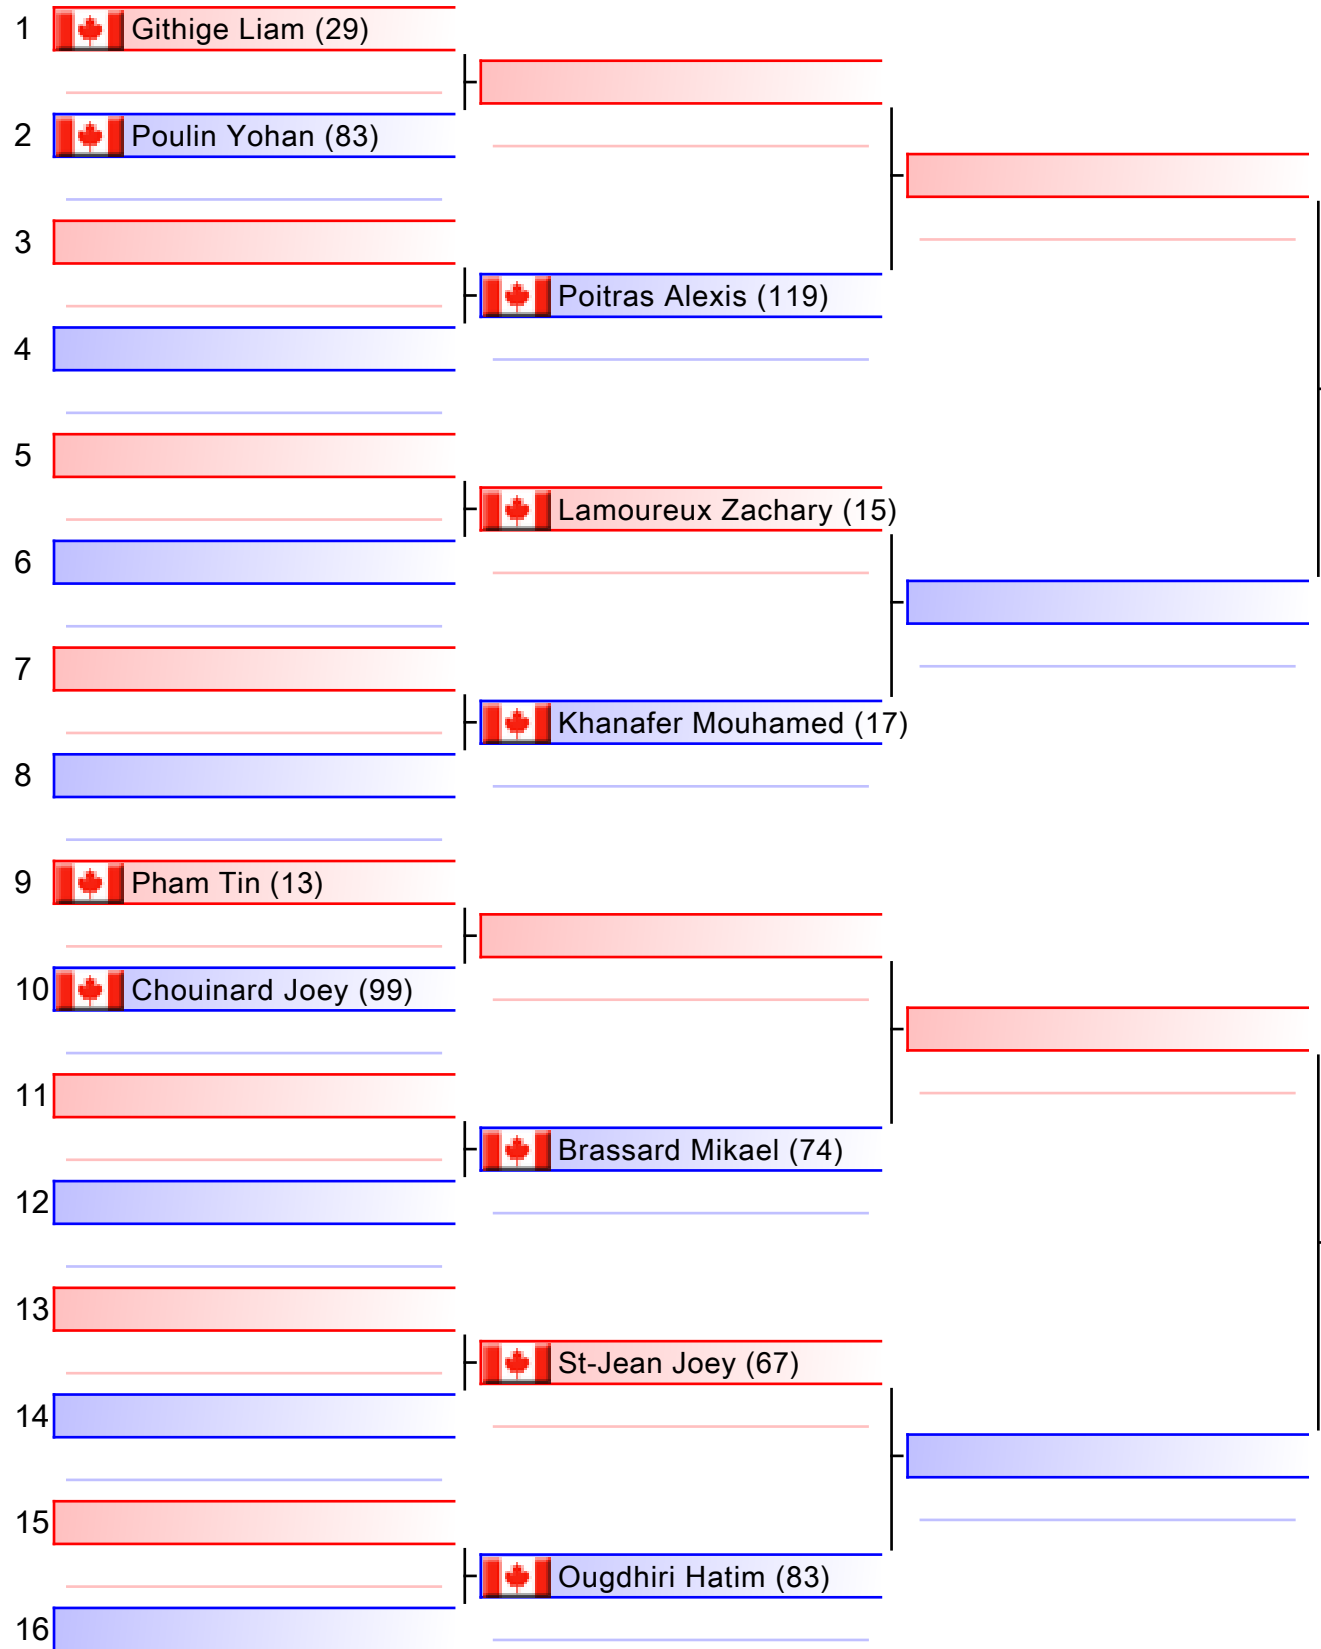 1 Githige Liam (29)
2 Poulin Yohan (83)
3
Poitras Alexis (119)
4
5
Lamoureux Zachary (15)
6
7
Khanafer Mouhamed (17)
8
9 Pham Tin (13)
10 Chouinard Joey (99)
11
Brassard Mikael (74)
12
13
St-Jean Joey (67)
14
15
Ougdhiri Hatim (83)
16